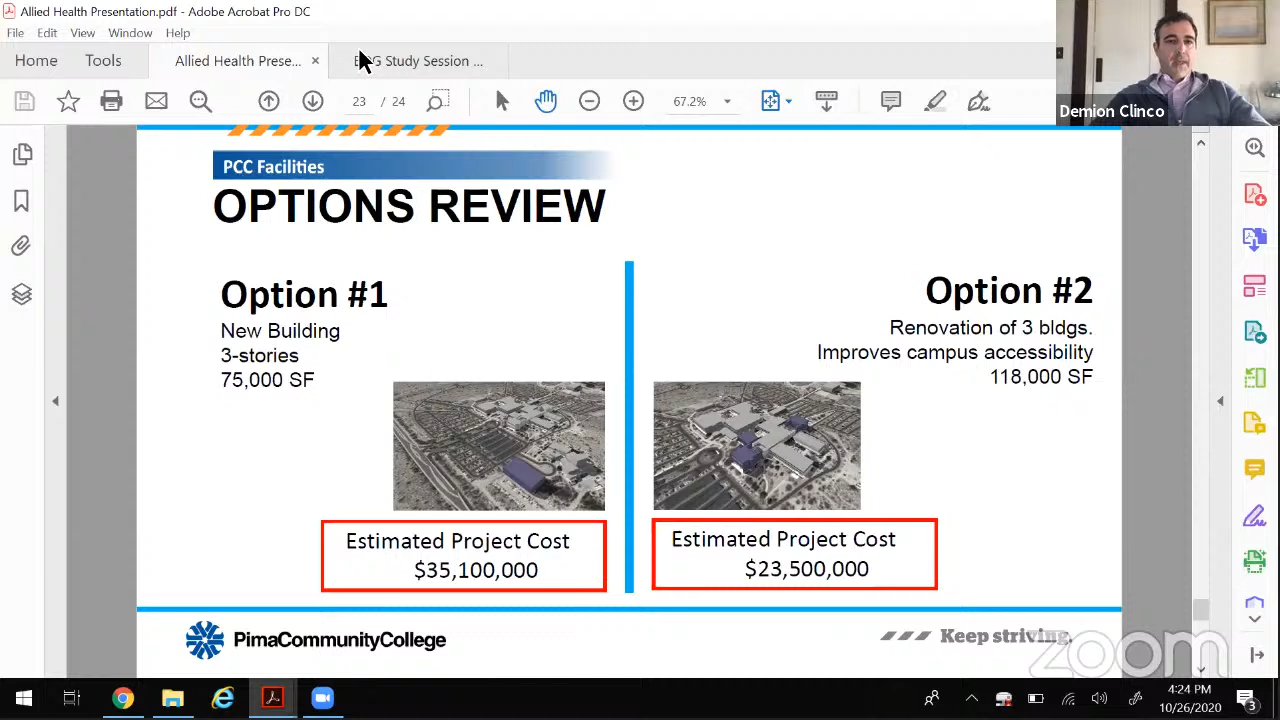 Allied Health Presentation.pdf - Adobe Acrobat Pro DC
File Edit View Window Help
Home Tools Allied Health Prese... × G Study Session ...
23 / 24 67.2%
Demion Clinco
PCC Facilities
OPTIONS REVIEW
Option #1
New Building
3-stories
75,000 SF
Option #2
Renovation of 3 bldgs.
Improves campus accessibility
118,000 SF
Estimated Project Cost
$35,100,000
Estimated Project Cost
$23,500,000
PimaCommunityCollege
Keep striving.
zoom
4:24 PM
10/26/2020
3